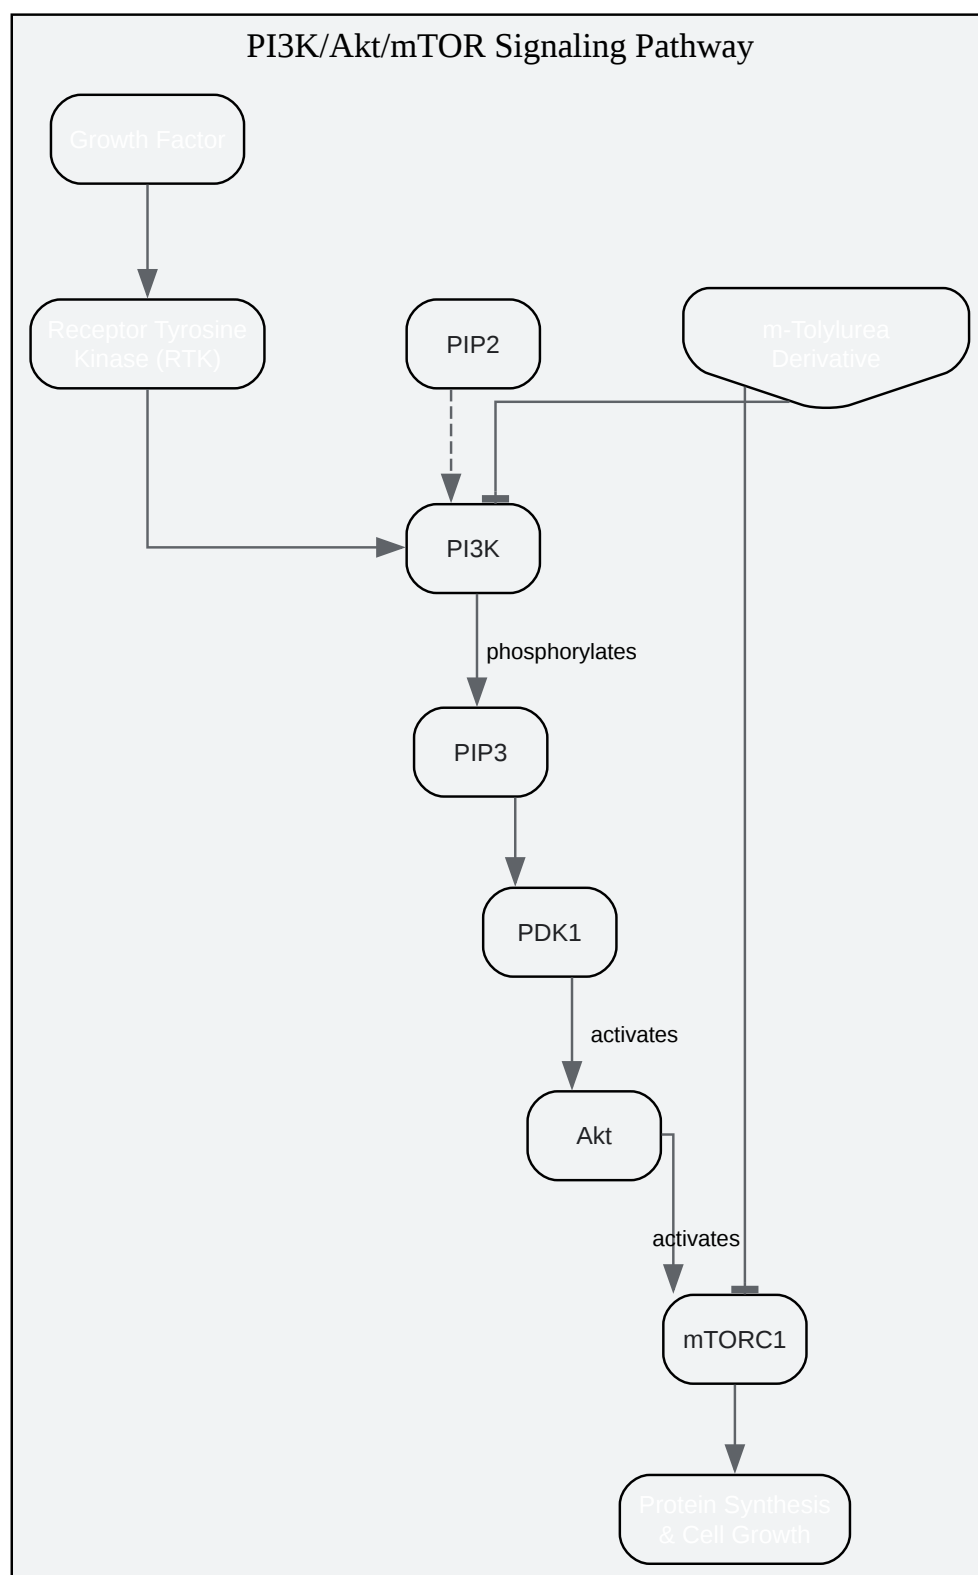 PI3K/Akt/mTOR Signaling Pathway
Growth Factor
Receptor Tyrosine
Kinase (RTK)
PIP2
m-Tolylurea
Derivative
PI3K
phosphorylates
PIP3
PDK1
activates
Akt
activates
mTORC1
Protein Synthesis
& Cell Growth